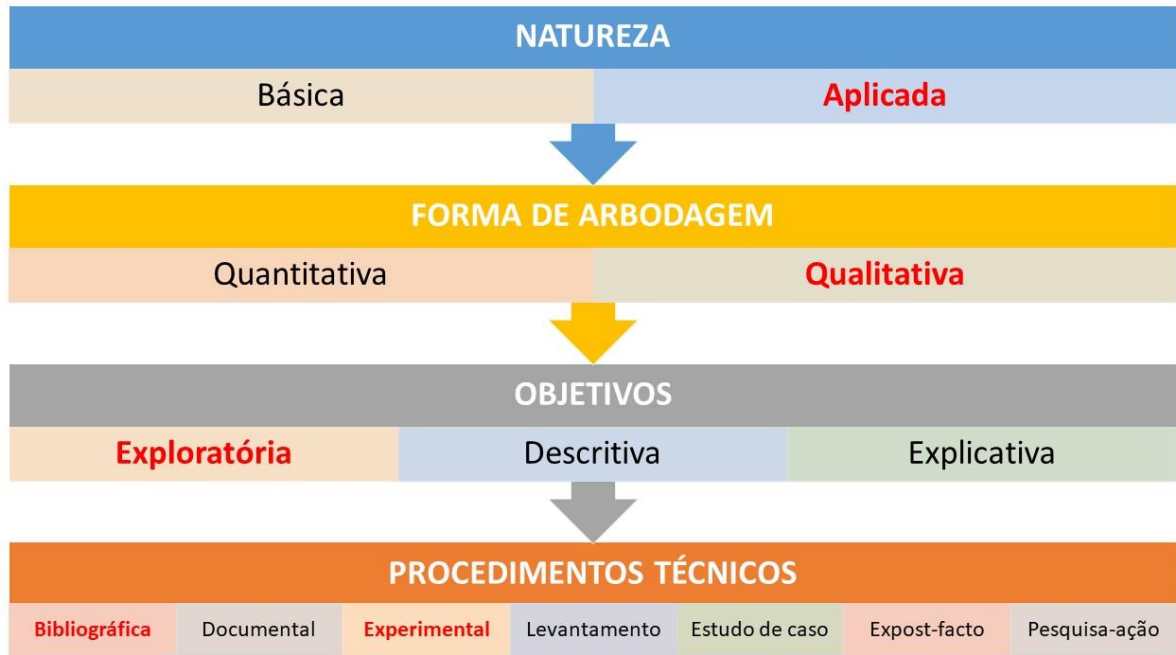 NATUREZA
Básica Aplicada
FORMA DE ARBODAGEM
Quantitativa Qualitativa
OBJETIVOS
Exploratória Descritiva Explicativa
PROCEDIMENTOS TÉCNICOS
Bibliográfica Documental Experimental Levantamento Estudo de caso Expost-facto Pesquisa-ação